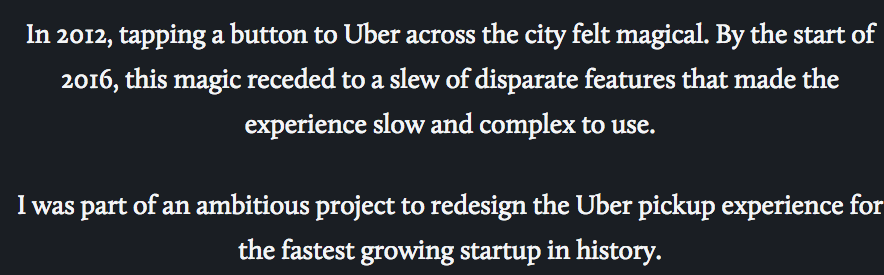 In 2012, tapping a button to Uber across the city felt magical. By the start of
2016, this magic receded to a slew of disparate features that made the
experience slow and complex to use.
I was part of an ambitious project to redesign the Uber pickup experience for
the fastest growing startup in history.